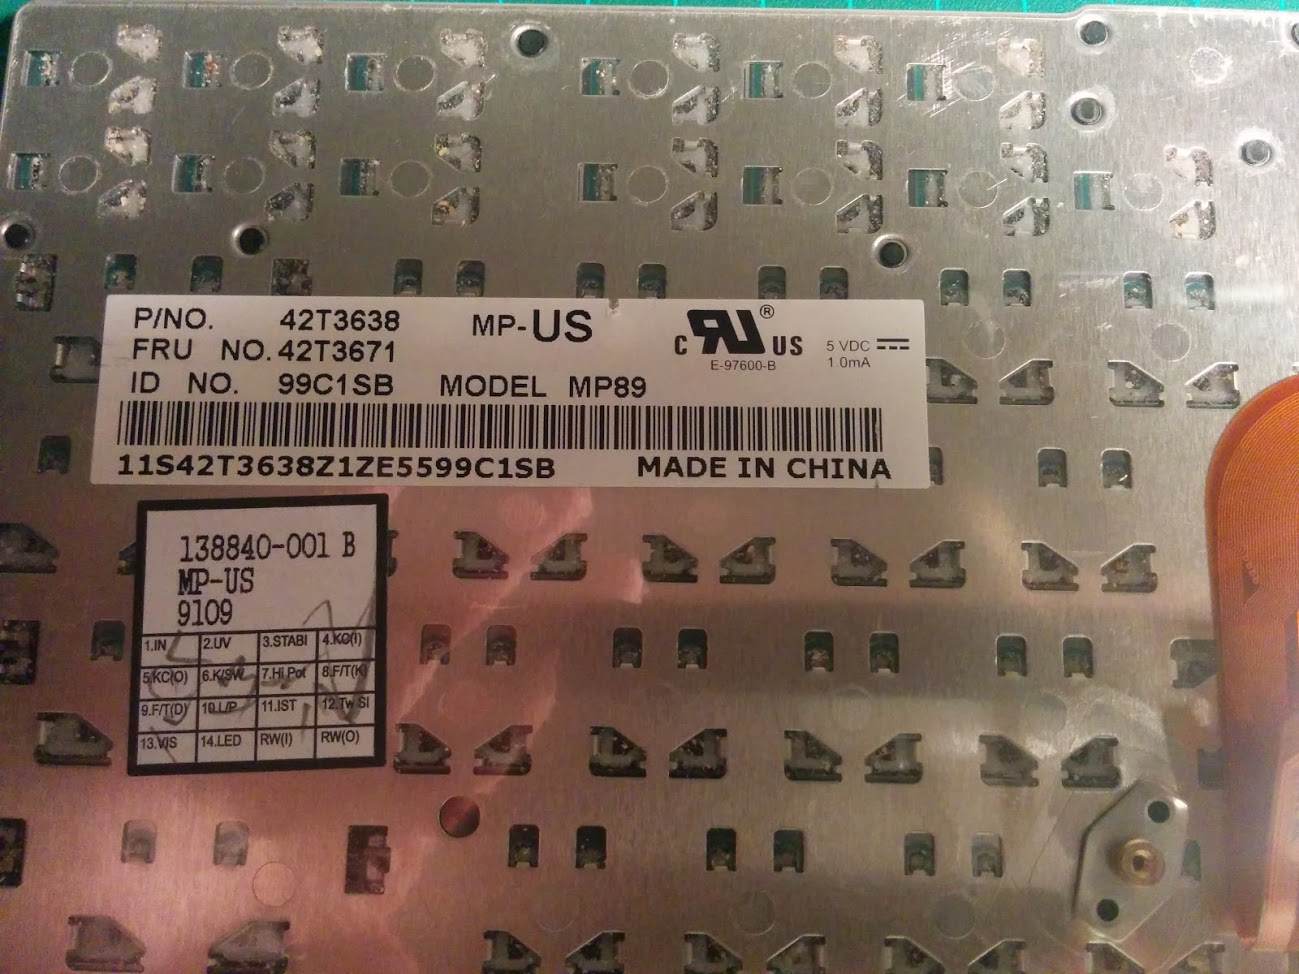 P/NO. 42T3638 MP-US
FRU NO. 42T3671
ID NO. 99C1SB MODEL MP89
C RU ® US
E-97600-B
5 VDC
1.0mA
11S42T3638Z1ZE5599C1SB MADE IN CHINA
138840-001 B
MP-US
9109
1.IN 2.UV 3.STABI 4.KC(I)
5.KC(O) 6.K/SW 7.Hi Pot 8.F/T(K)
9.F/T(D) 10.L/P 11.IST 12.Tw SI
13.VIS 14.LED RW(I) RW(O)